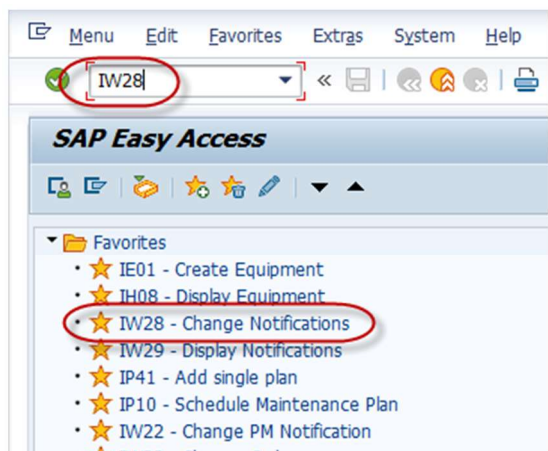 Menu Edit Favorites Extras System Help
IW28
SAP Easy Access
Favorites
IE01 - Create Equipment
IH08 - Display Equipment
IW28 - Change Notifications
IW29 - Display Notifications
IP41 - Add single plan
IP10 - Schedule Maintenance Plan
IW22 - Change PM Notification